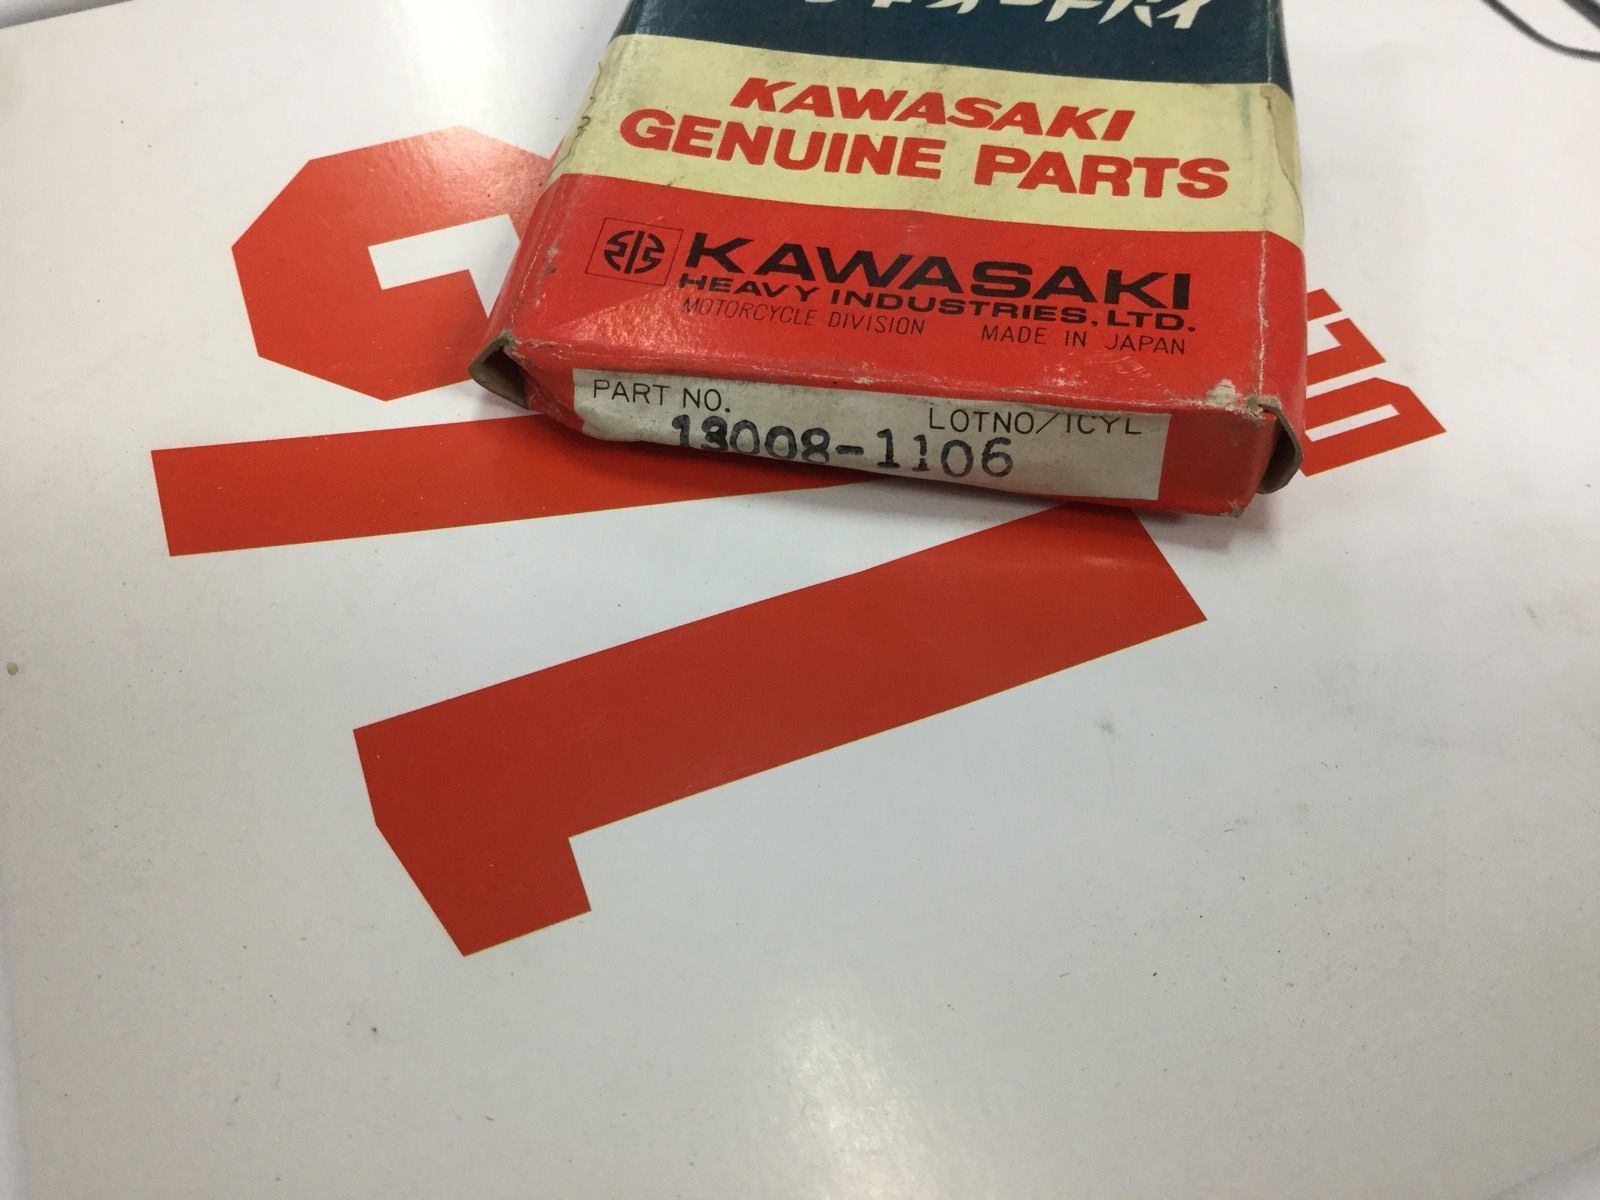 KAWASAKI
GENUINE PARTS
KAWASAKI
HEAVY INDUSTRIES, LTD.
MOTORCYCLE DIVISION MADE IN JAPAN
PART NO. LOTNO/1CYL
13008-1106